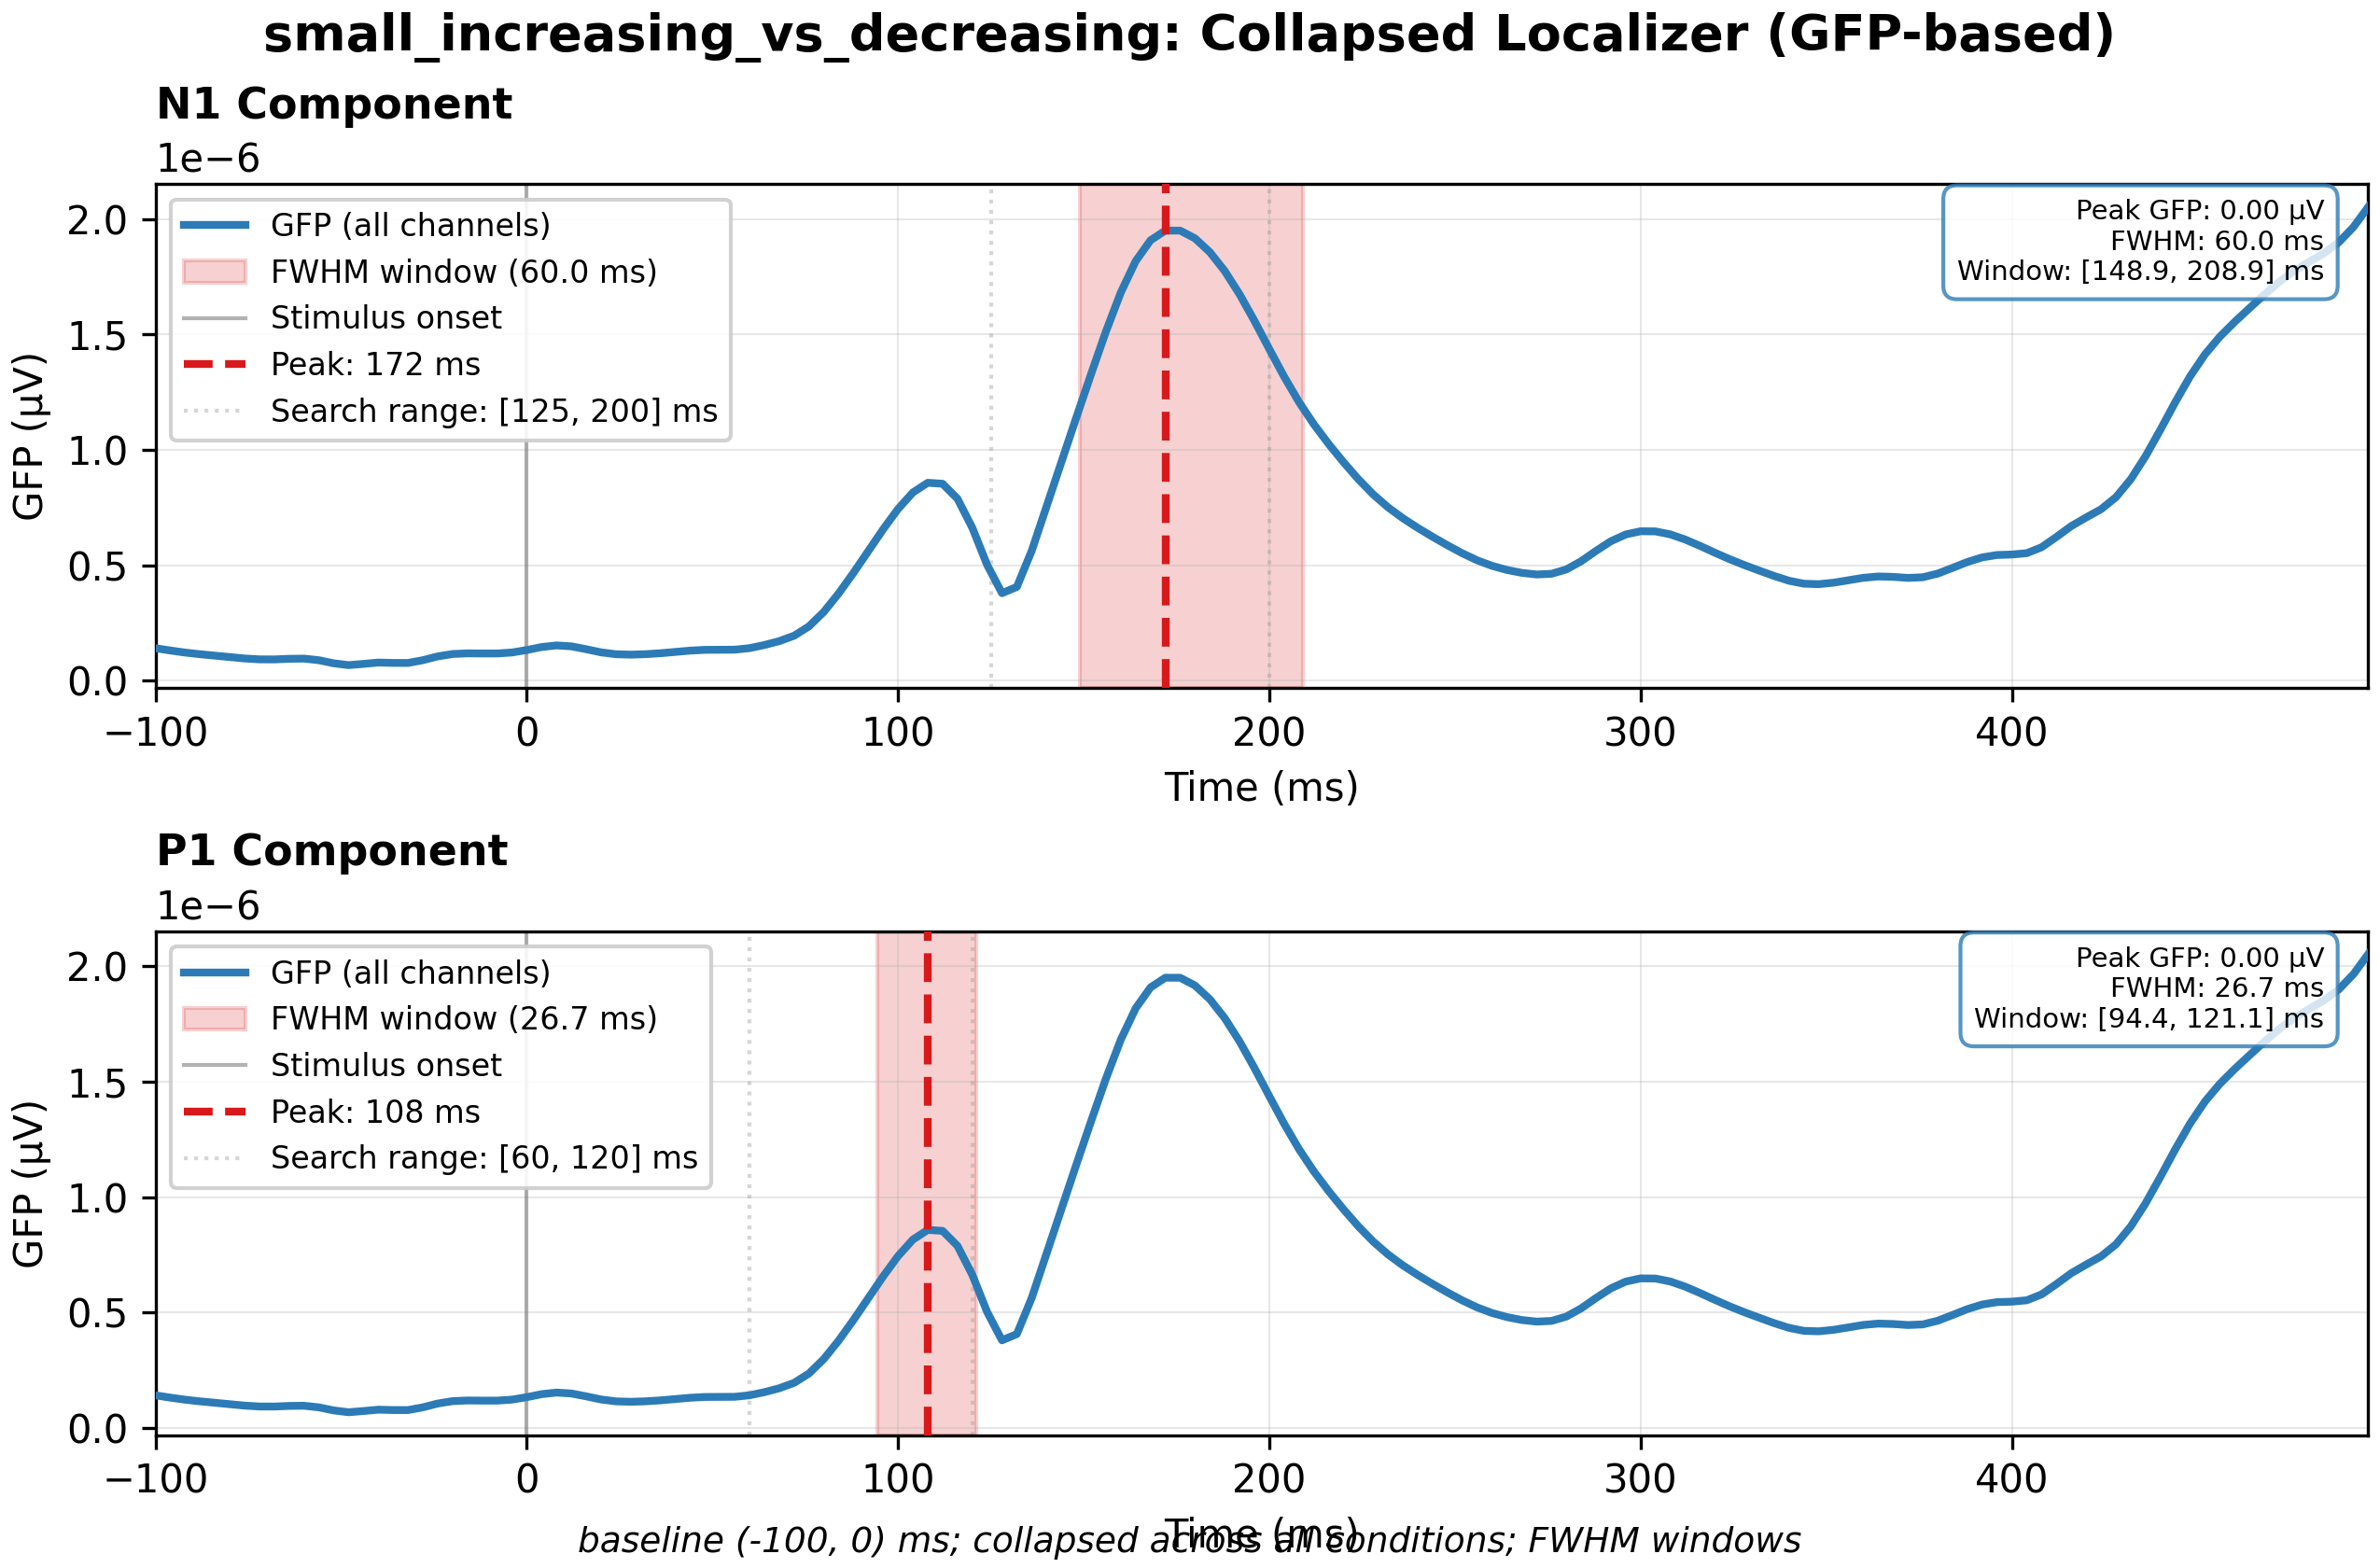 small_increasing_vs_decreasing: Collapsed Localizer (GFP-based)
N1 Component
1e−6
GFP (µV)
2.0
1.5
1.0
0.5
0.0
GFP (all channels)
FWHM window (60.0 ms)
Stimulus onset
Peak: 172 ms
Search range: [125, 200] ms
Peak GFP: 0.00 µV
FWHM: 60.0 ms
Window: [148.9, 208.9] ms
−100 0 100 200 300 400
Time (ms)
P1 Component
1e−6
GFP (µV)
2.0
1.5
1.0
0.5
0.0
GFP (all channels)
FWHM window (26.7 ms)
Stimulus onset
Peak: 108 ms
Search range: [60, 120] ms
Peak GFP: 0.00 µV
FWHM: 26.7 ms
Window: [94.4, 121.1] ms
−100 0 100 200 300 400
Time (ms)
baseline (-100, 0) ms; collapsed across all conditions; FWHM windows